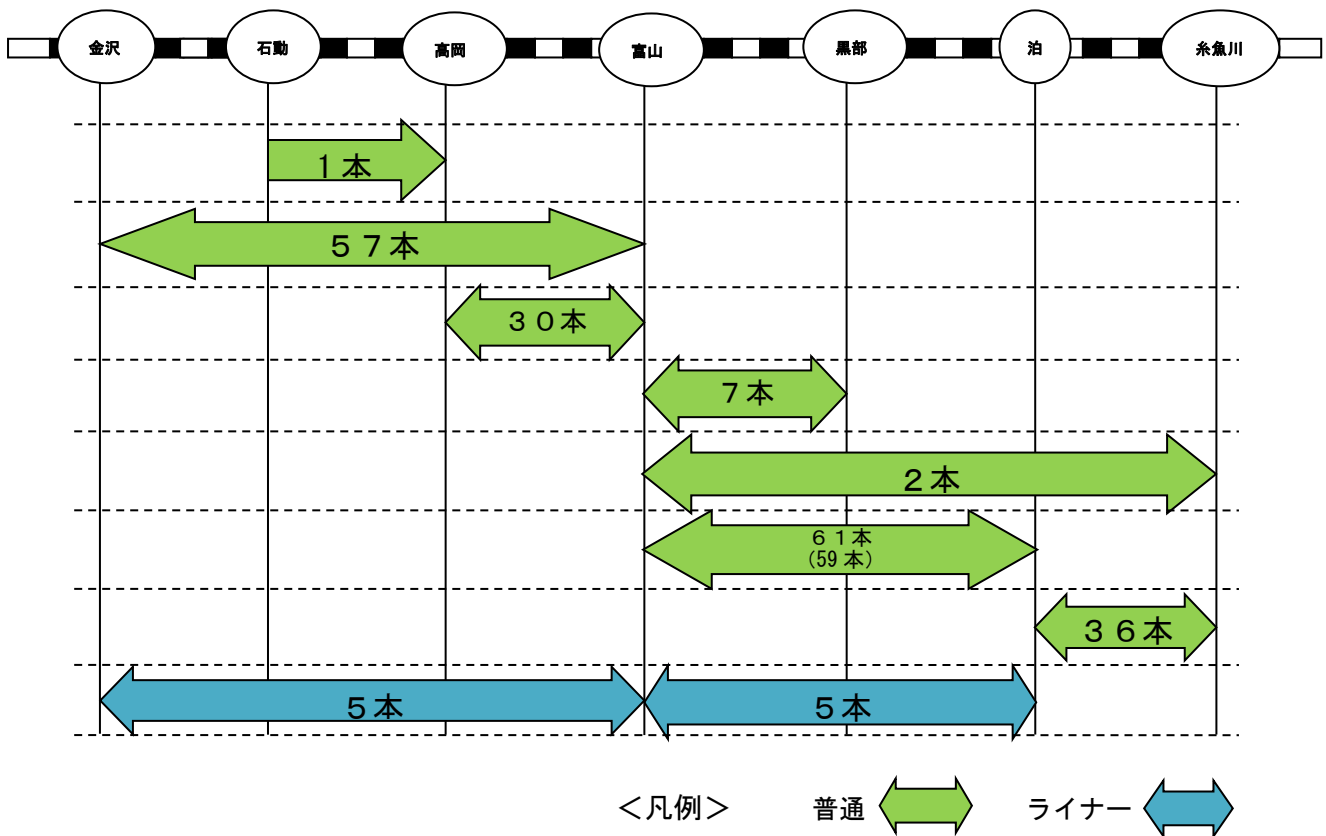 金沢
石動
高岡
富山
黒部
泊
糸魚川
1本
５７本
３０本
７本
２本
６１本
(59本)
３６本
５本
５本
＜凡例＞
普通
ライナー